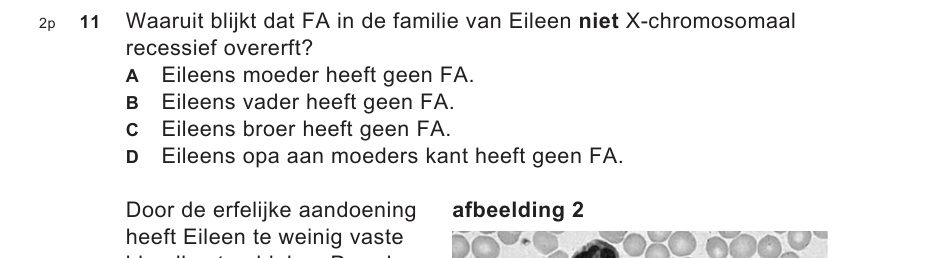 2p 11 Waaruit blijkt dat FA in de familie van Eileen niet X-chromosomaal
recessief overerft?
A Eileens moeder heeft geen FA.
B Eileens vader heeft geen FA.
C Eileens broer heeft geen FA.
D Eileens opa aan moeders kant heeft geen FA.
Door de erfelijke aandoening
heeft Eileen te weinig vaste
afbeelding 2